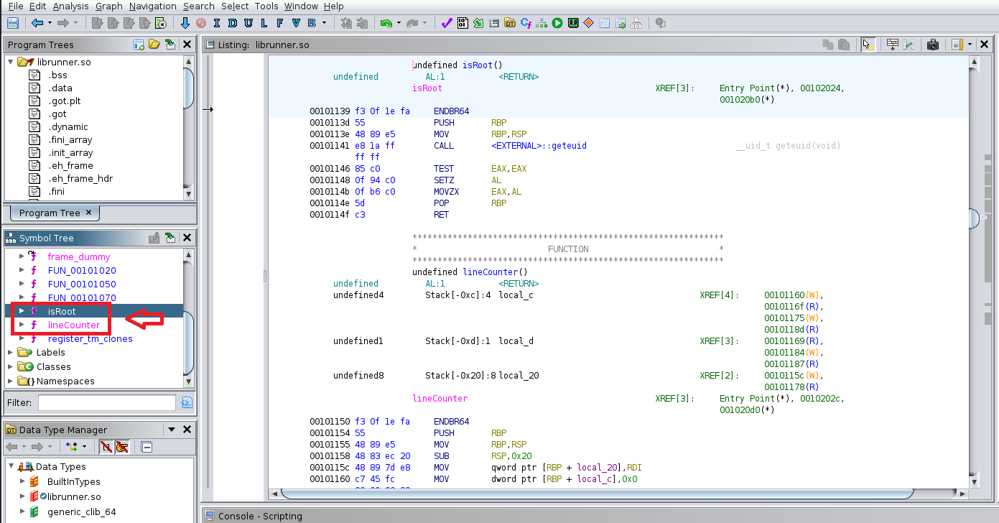 File Edit Analysis Graph Navigation Search Select Tools Window Help
I D U L F V B
Program Trees
librunner.so
.bss
.data
.got.plt
.got
.dynamic
.fini_array
.init_array
.eh_frame
.eh_frame_hdr
.fini
Program Tree ×
Symbol Tree
frame_dummy
FUN_00101020
FUN_00101050
FUN_00101070
isRoot
lineCounter
register_tm_clones
Labels
Classes
Namespaces
Filter:
Data Type Manager
Data Types
BuiltInTypes
librunner.so
generic_clib_64
Listing: librunner.so
undefined isRoot()
undefined AL:1 <RETURN>
isRoot XREF[3]: Entry Point(*), 00102024,
001020b0(*)
00101139 f3 0f 1e fa ENDBR64
0010113d 55 PUSH RBP
0010113e 48 89 e5 MOV RBP,RSP
00101141 e8 1a ff CALL <EXTERNAL>::geteuid __uid_t geteuid(void)
ff ff
00101146 85 c0 TEST EAX,EAX
00101148 0f 94 c0 SETZ AL
0010114b 0f b6 c0 MOVZX EAX,AL
0010114e 5d POP RBP
0010114f c3 RET
**************************************************************
* FUNCTION *
**************************************************************
undefined lineCounter()
undefined AL:1 <RETURN>
undefined4 Stack[-0xc]:4 local_c XREF[4]: 00101160(W),
0010116f(R),
00101175(W),
0010118d(R)
undefined1 Stack[-0xd]:1 local_d XREF[3]: 00101169(R),
00101184(W),
00101187(R)
undefined8 Stack[-0x20]:8 local_20 XREF[2]: 0010115c(W),
00101178(R)
lineCounter XREF[3]: Entry Point(*), 0010202c,
001020d0(*)
00101150 f3 0f 1e fa ENDBR64
00101154 55 PUSH RBP
00101155 48 89 e5 MOV RBP,RSP
00101158 48 83 ec 20 SUB RSP,0x20
0010115c 48 89 7d e8 MOV qword ptr [RBP + local_20],RDI
00101160 c7 45 fc MOV dword ptr [RBP + local_c],0x0
Console - Scripting